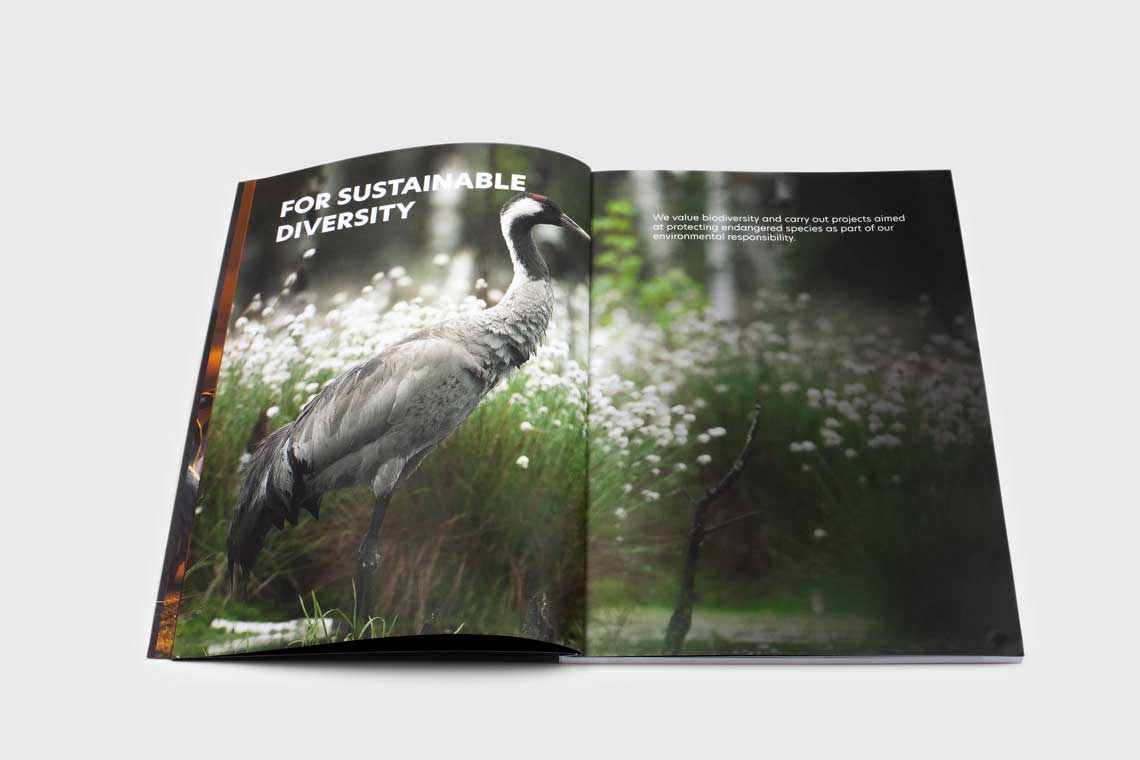 FOR SUSTAINABLE
DIVERSITY
We value biodiversity and carry out projects aimed
at protecting endangered species as part of our
environmental responsibility.